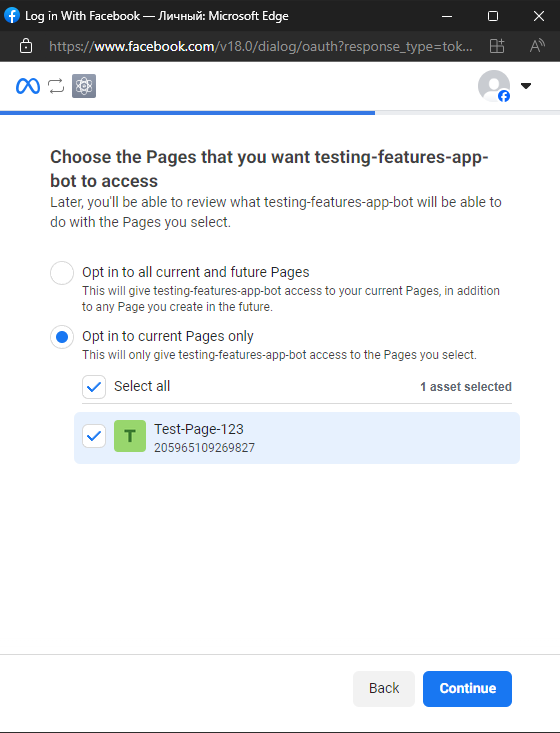 Log in With Facebook — Личный: Microsoft Edge
https://www.facebook.com/v18.0/dialog/oauth?response_type=tok...
Choose the Pages that you want testing-features-app-
bot to access
Later, you'll be able to review what testing-features-app-bot will be able to
do with the Pages you select.
Opt in to all current and future Pages
This will give testing-features-app-bot access to your current Pages, in addition
to any Page you create in the future.
Opt in to current Pages only
This will only give testing-features-app-bot access to the Pages you select.
Select all 1 asset selected
T Test-Page-123
205965109269827
Back Continue